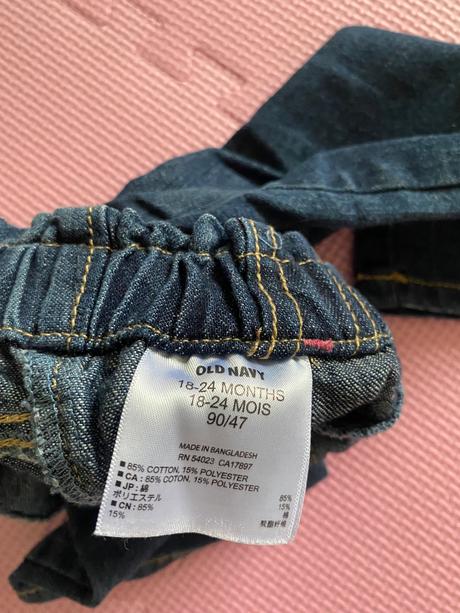 OLD NAVY
18-24 MONTHS
18-24 MOIS
90/47
MADE IN BANGLADESH
RN 54023 CA17897
■ 85% COTTON, 15% POLYESTER
■ CA : 85% COTON, 15% POLYESTER
■ JP : 綿 85%
ポリエステル 15%
■ CN : 85% 棉
15% 聚酯纤维